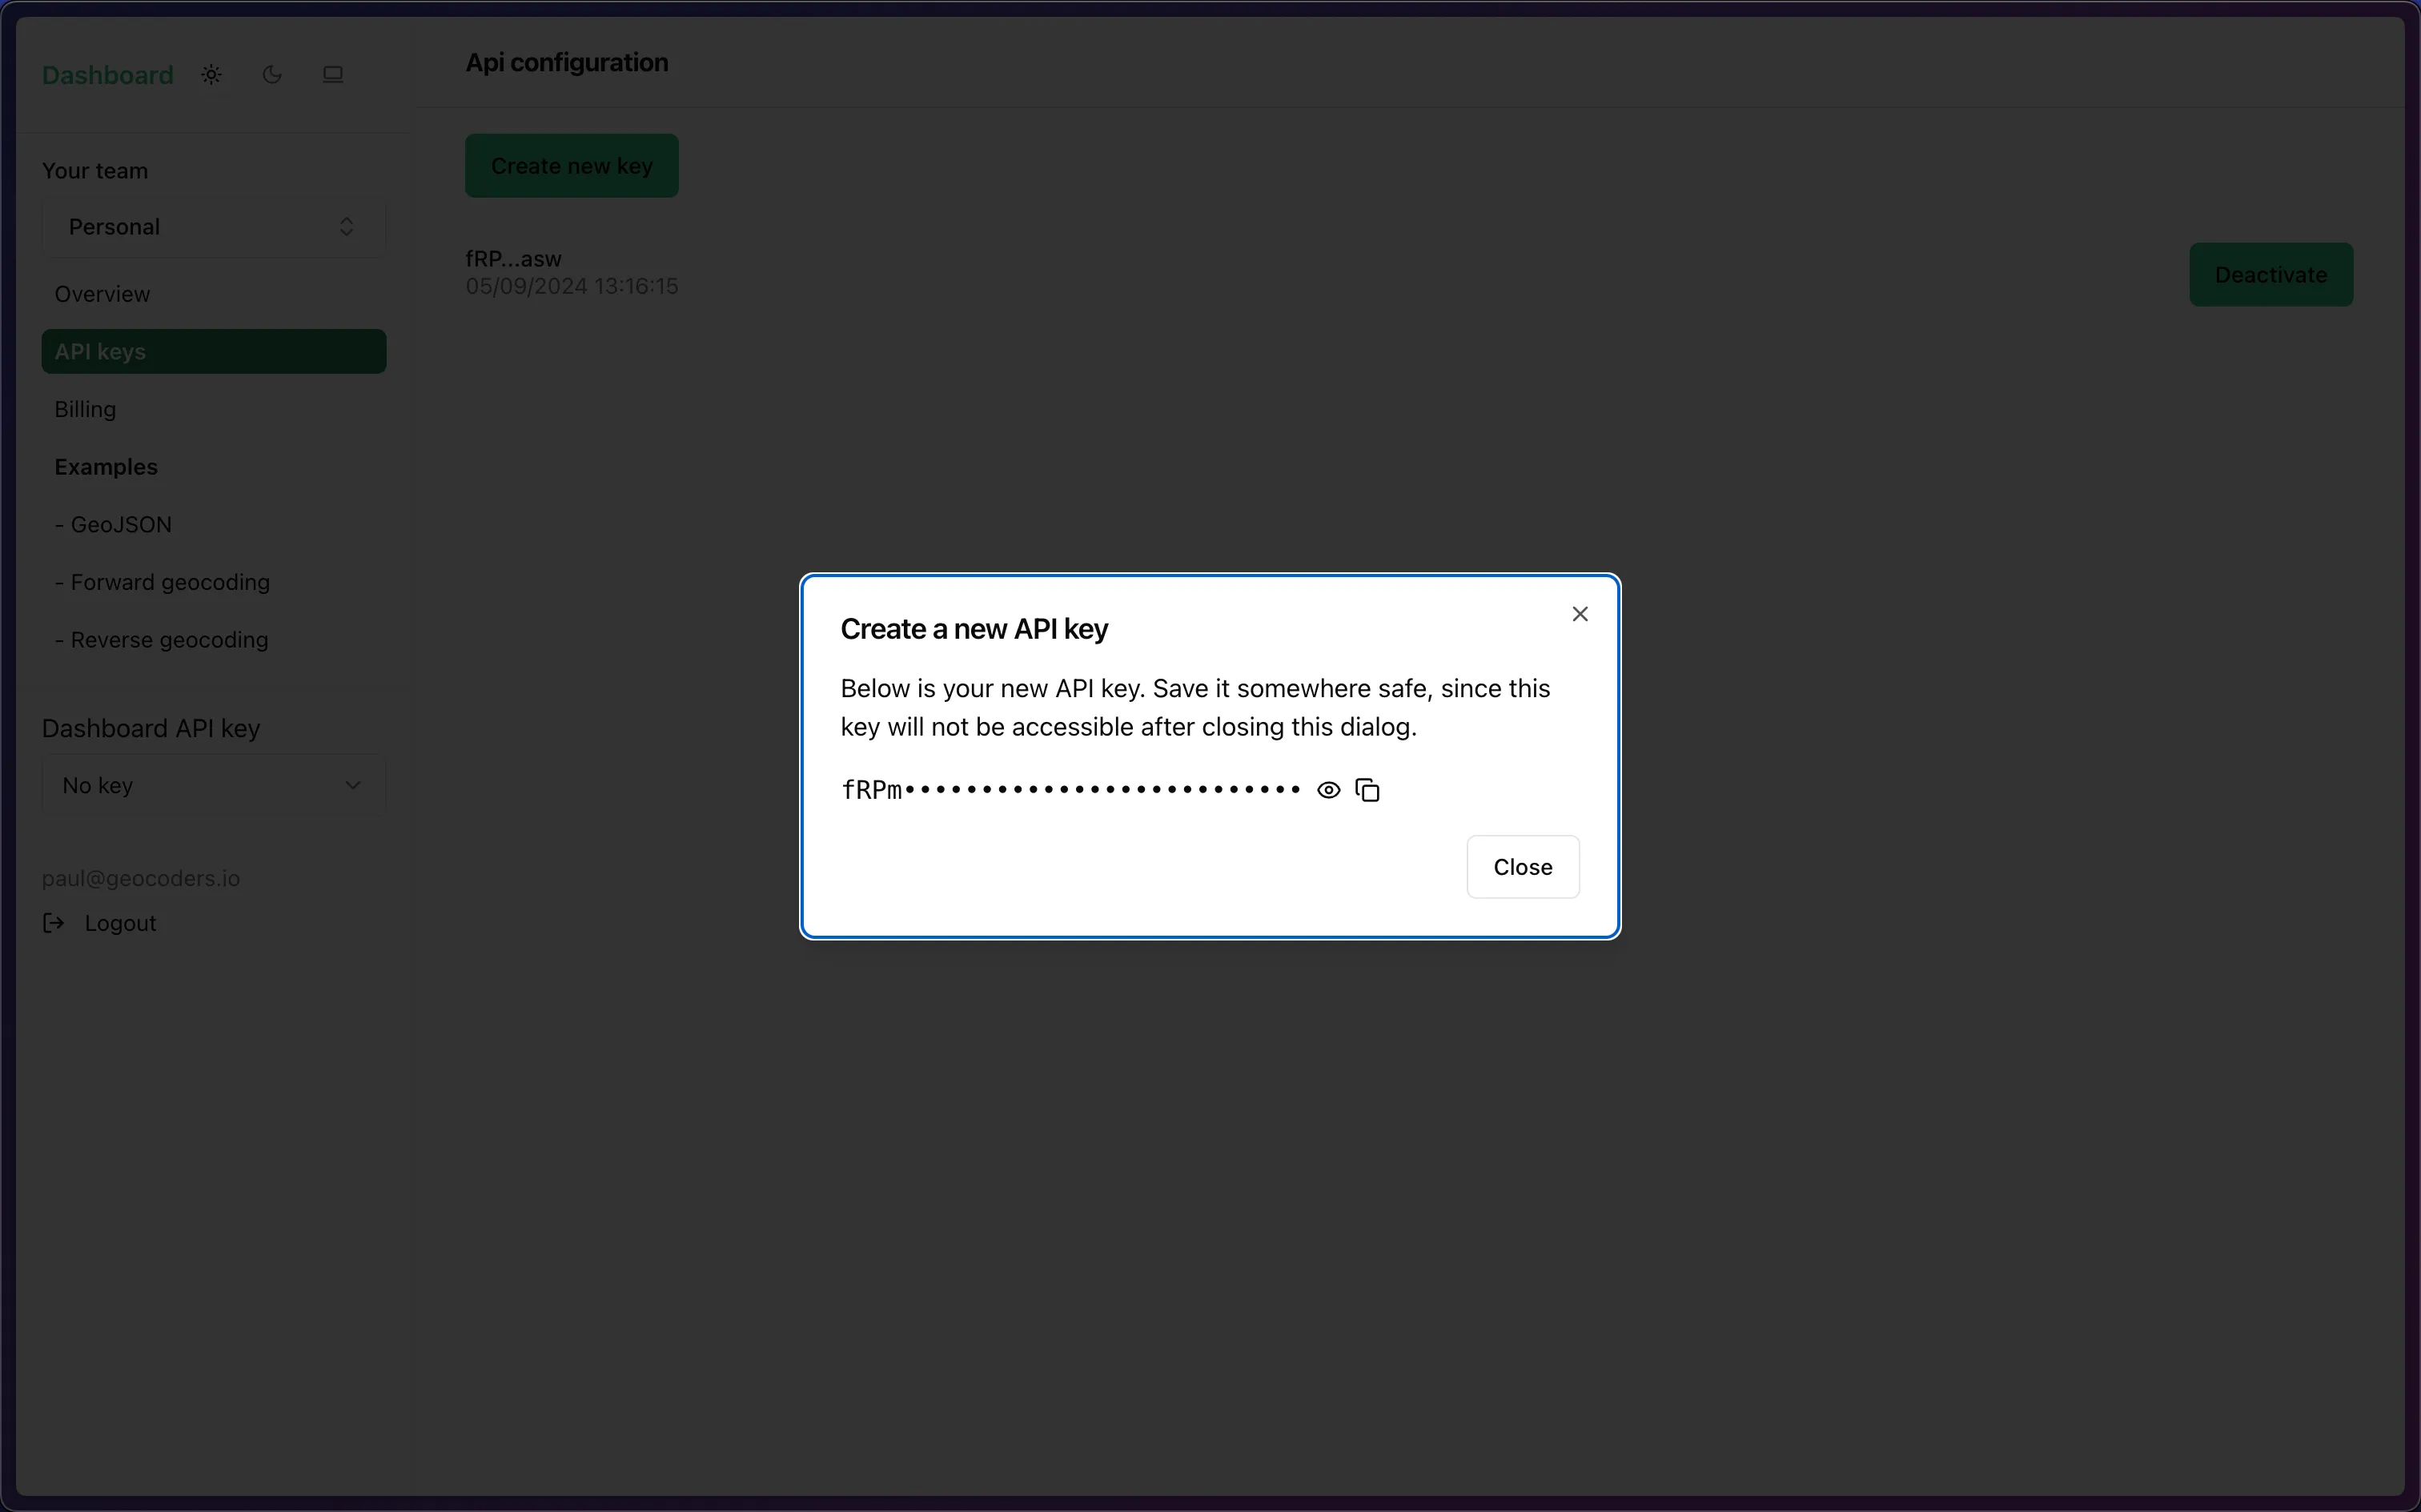 Dashboard
Your team
Personal
Overview
API keys
Billing
Examples
- GeoJSON
- Forward geocoding
- Reverse geocoding
Dashboard API key
No key
paul@geocoders.io
Logout
Api configuration
Create new key
fRP...asw
05/09/2024 13:16:15
Deactivate
Create a new API key
Below is your new API key. Save it somewhere safe, since this
key will not be accessible after closing this dialog.
fRPm••••••••••••••••••••••••••
Close